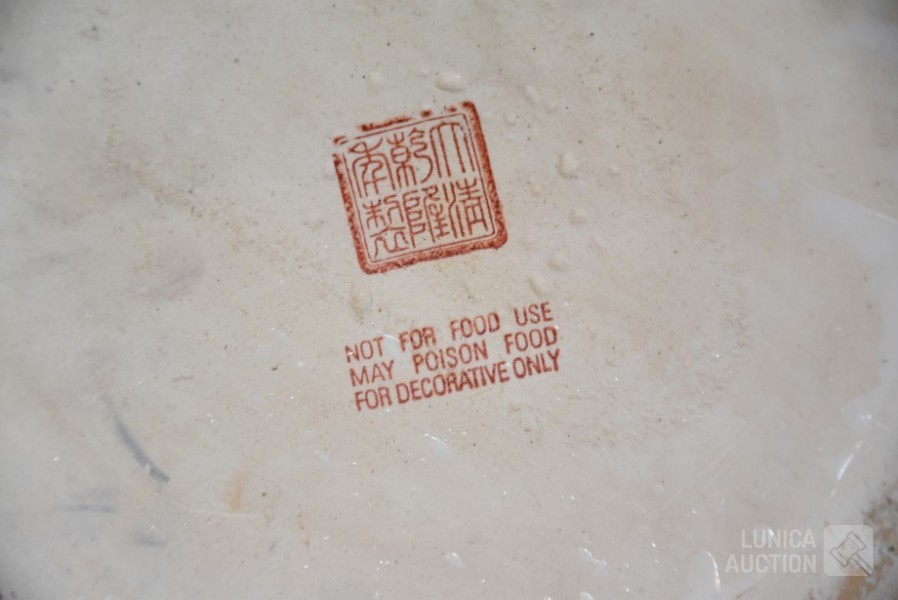 大清
乾隆
年製
NOT FOR FOOD USE
MAY POISON FOOD
FOR DECORATIVE ONLY
LUNICA
AUCTION